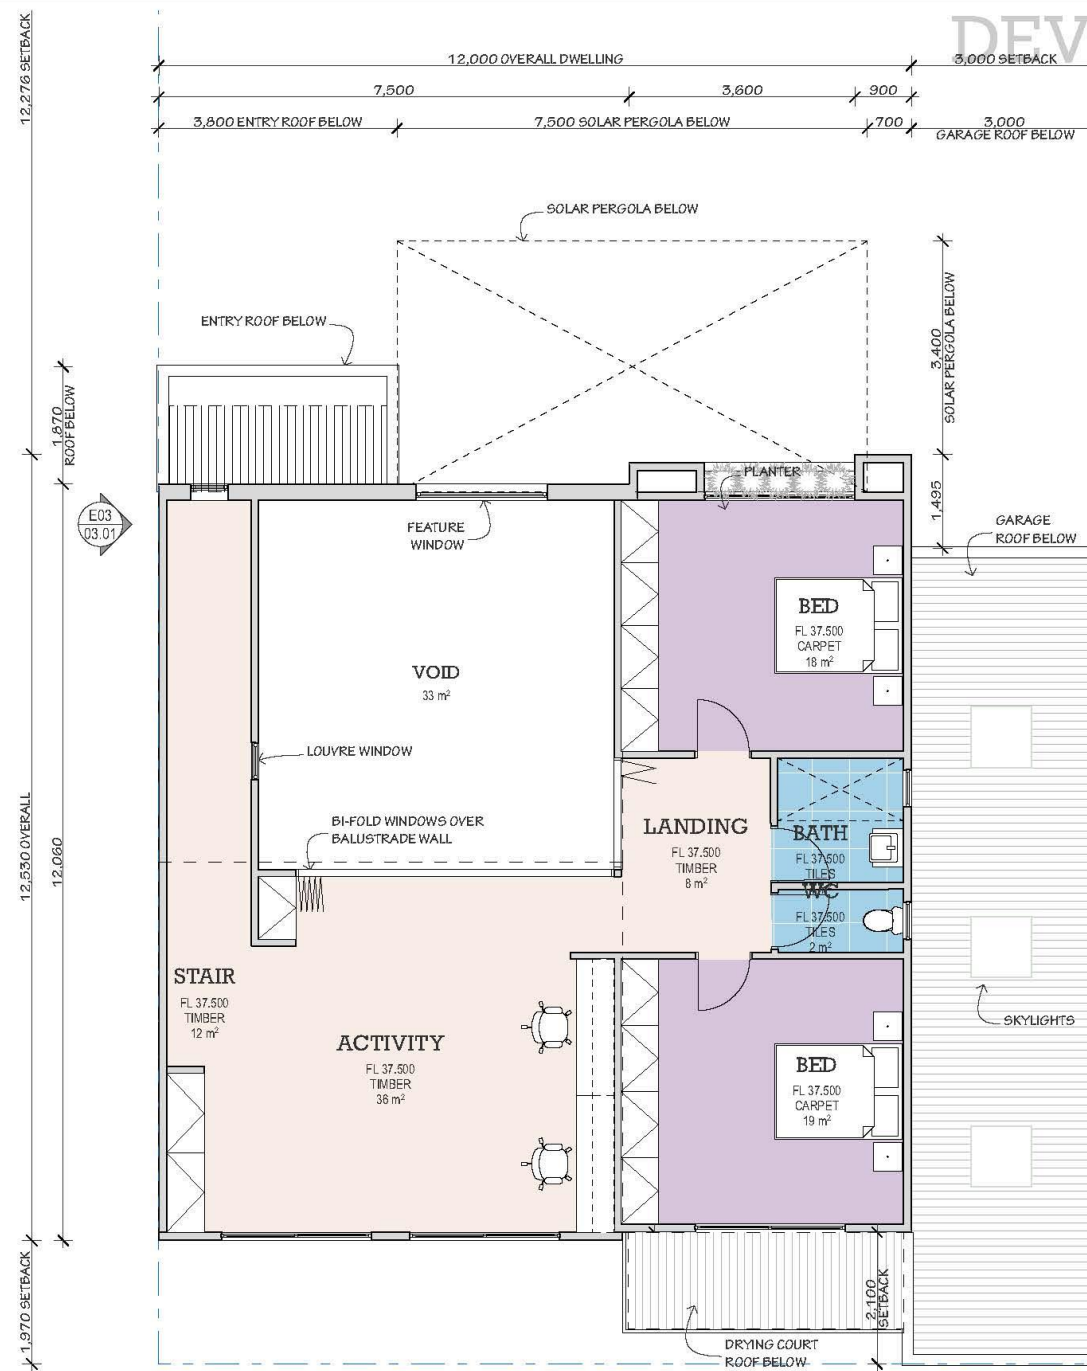 DEV
12,276 SETBACK
12,000 OVERALL DWELLING
3,000 SETBACK
7,500
3,600
900
3,800 ENTRY ROOF BELOW
7,500 SOLAR PERGOLA BELOW
700
3,000
GARAGE ROOF BELOW
SOLAR PERGOLA BELOW
3,400
SOLAR PERGOLA BELOW
ENTRY ROOF BELOW
1,870
ROOF BELOW
PLANTER
1,495
E03
03.01
FEATURE
WINDOW
GARAGE
ROOF BELOW
BED
FL 37.500
CARPET
18 m²
VOID
33 m²
LOUVRE WINDOW
BI-FOLD WINDOWS OVER
BALUSTRADE WALL
LANDING
FL 37.500
TIMBER
8 m²
BATH
FL 37.500
TILES
WC
FL 37.500
TILES
2 m²
12,530 OVERALL
12,060
STAIR
FL 37.500
TIMBER
12 m²
ACTIVITY
FL 37.500
TIMBER
36 m²
SKYLIGHTS
BED
FL 37.500
CARPET
19 m²
1,970 SETBACK
2,100
SETBACK
DRYING COURT
ROOF BELOW